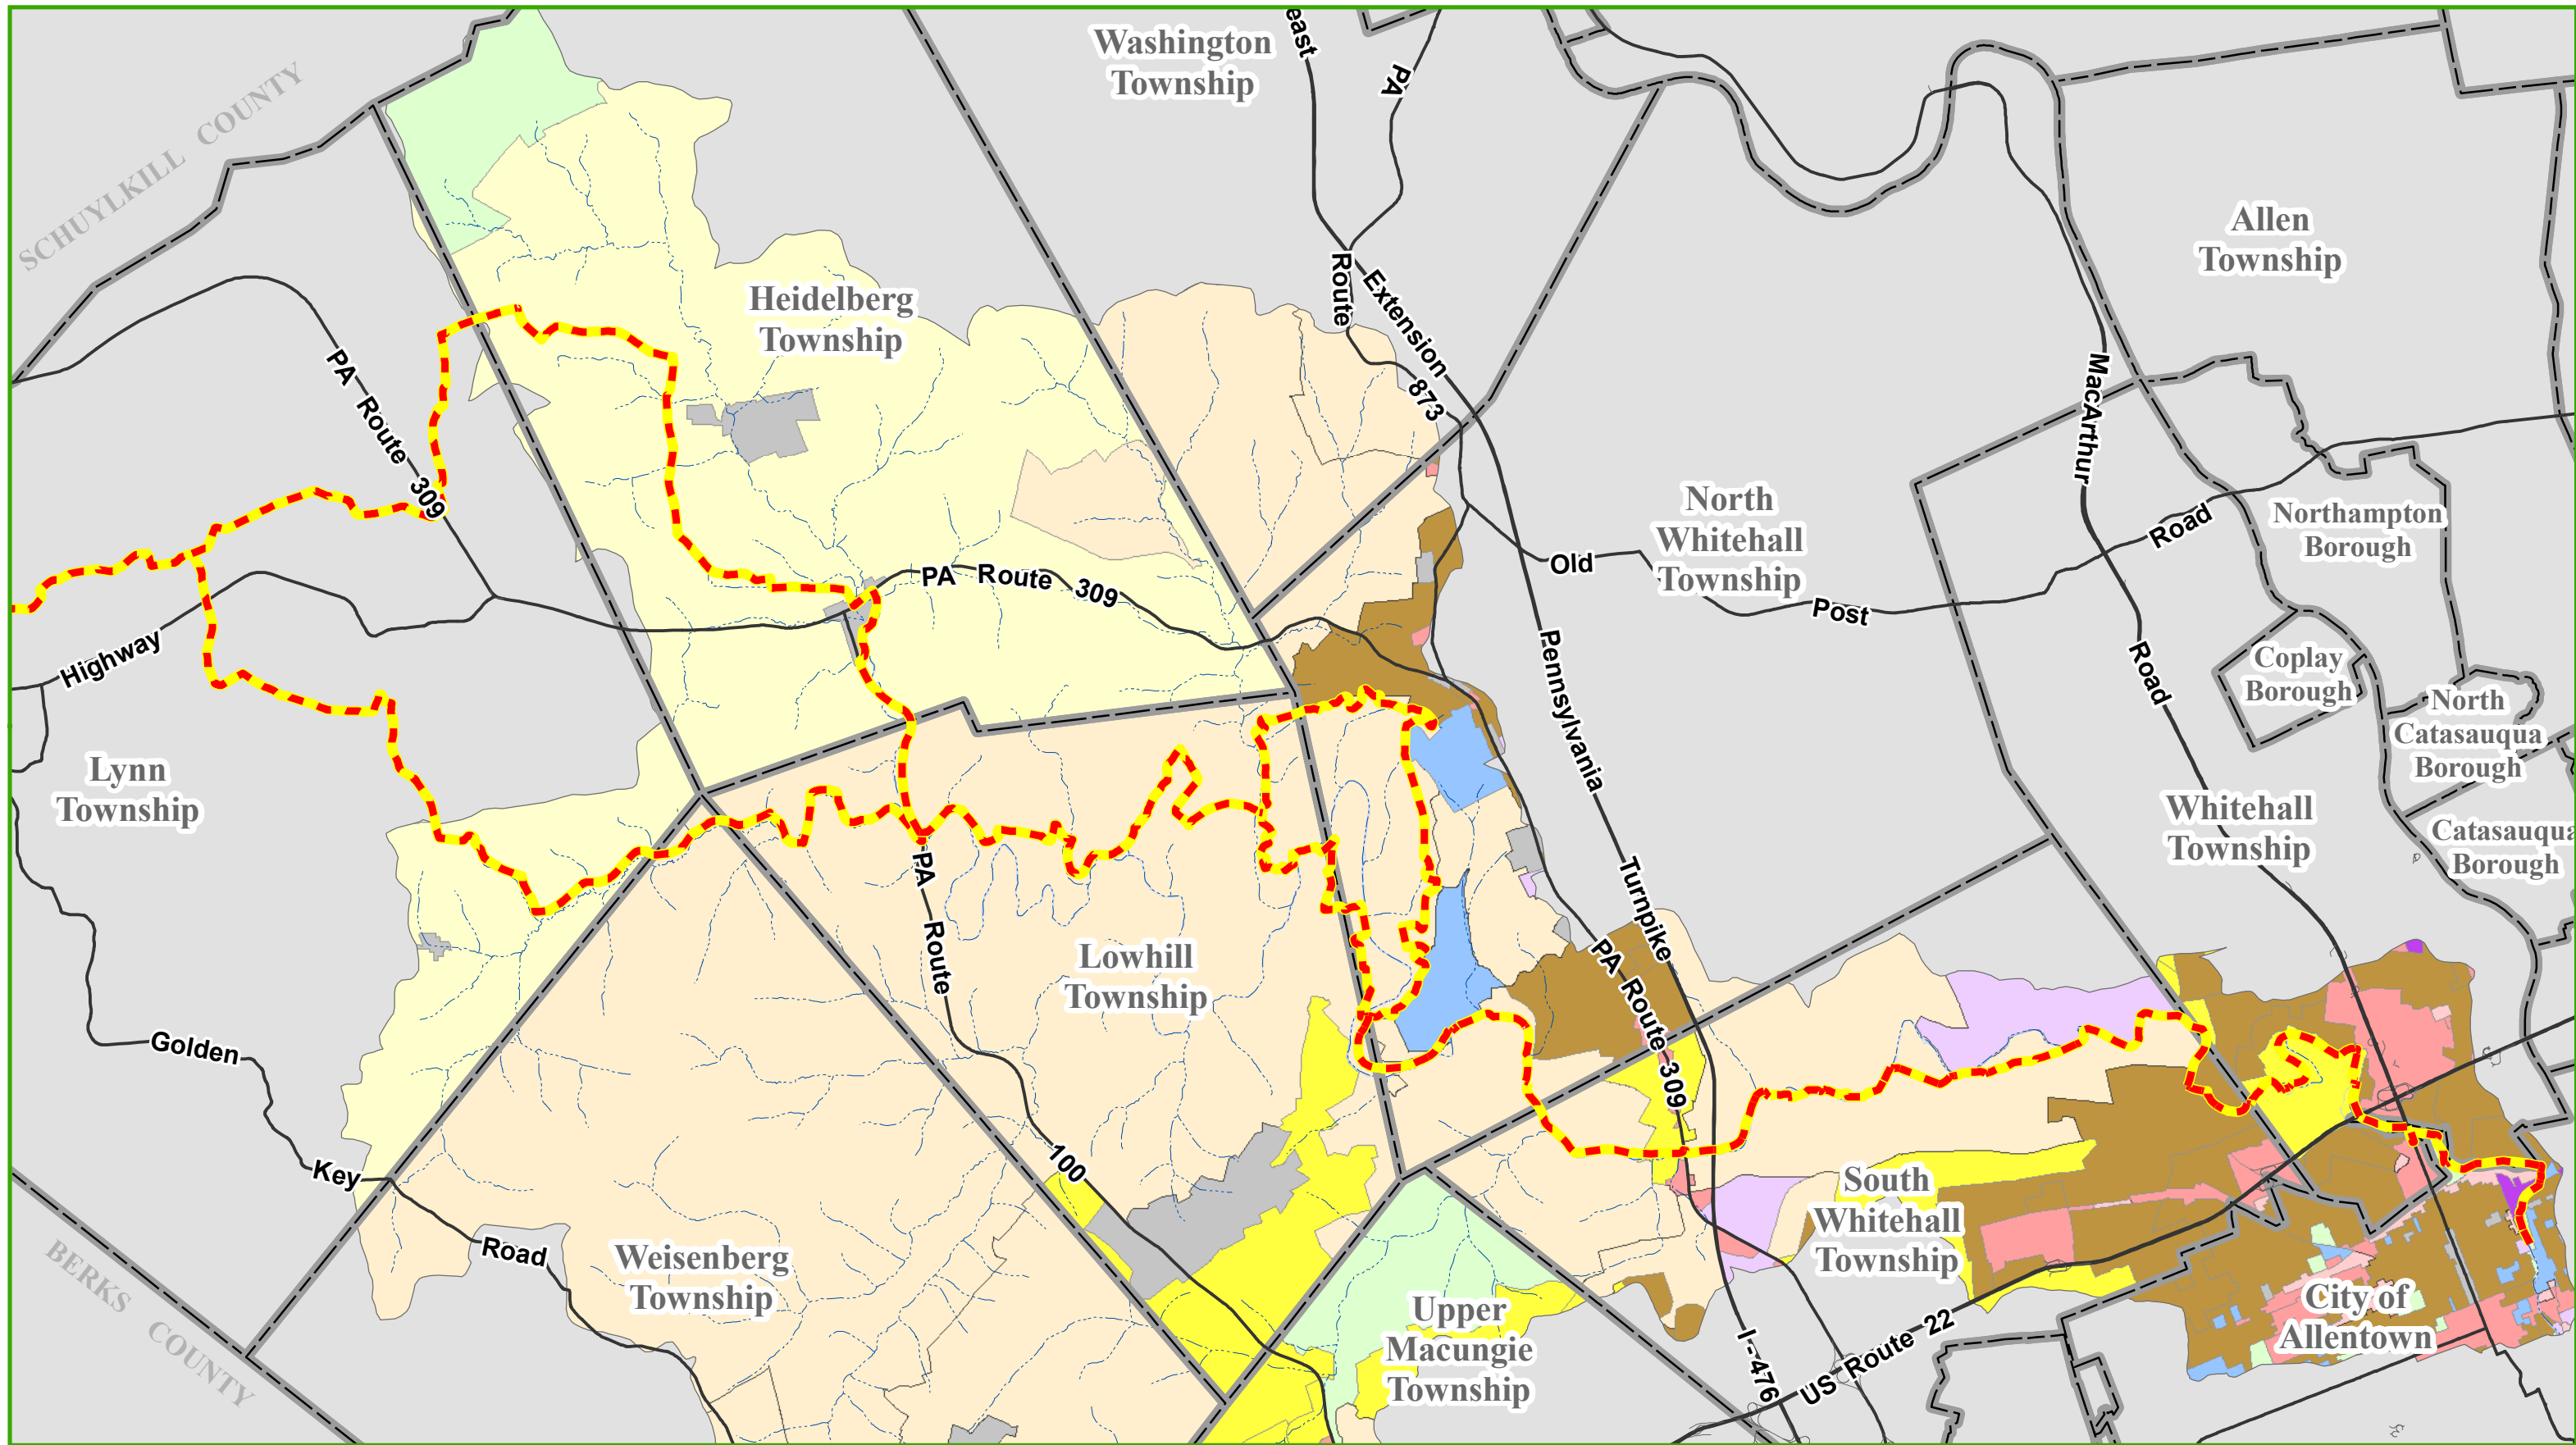 Washington
Township
east
PA
SCHUYLKILL COUNTY
Allen
Township
Route
Extension
Heidelberg
Township
873
PA Route 309
MacArthur
North
Whitehall
Township
Northampton
Borough
Road
Old
Post
PA Route 309
Highway
Pennsylvania
Turnpike
Road
Coplay
Borough
North
Catasauqua
Borough
Lynn
Township
Whitehall
Township
Catasauqua
Borough
PA Route
100
Lowhill
Township
PA Route 309
Golden
Key
Road
BERKS COUNTY
Weisenberg
Township
South
Whitehall
Township
Upper
Macungie
Township
I-476
US Route 22
City of
Allentown